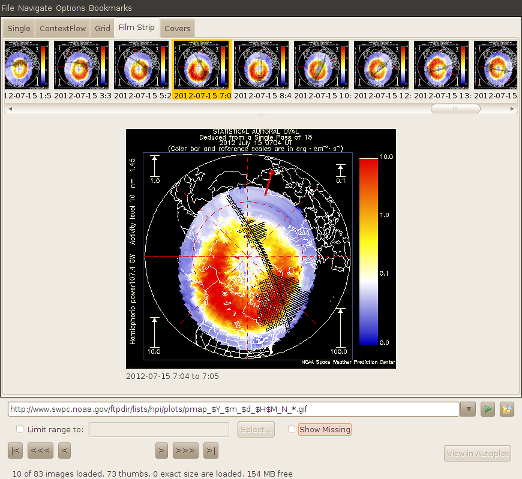 File Navigate Options Bookmarks
Single ContextFlow Grid Film Strip Covers
12-07-15 1:5 2012-07-15 3:3 2012-07-15 5:2 2012-07-15 7:0 2012-07-15 8:4 2012-07-15 10: 2012-07-15 12: 2012-07-15 13: 2012-07-15
STATISTICAL AURORAL OVAL
Deduced from a Single Pass of 18
2012 July 15 0704 UT
(Color bar and reference scales are in erg · cm⁻² · s⁻¹)
10.0
1.0
0.1
0.0
0.1
10.0
100.0
Hemispheric power107.4 GW Activity level 10 n= 1.46
NOAA Space Weather Prediction Center
2012-07-15 7:04 to 7:05
http://www.swpc.noaa.gov/ftpdir/lists/hpi/plots/pmap_$Y_$m_$d_$H$M_N_*.gif
Limit range to: Select... Show Missing
|< <<< < > >>> >| View in Autoplot
10 of 83 images loaded, 73 thumbs, 0 exact size are loaded, 154 MB free